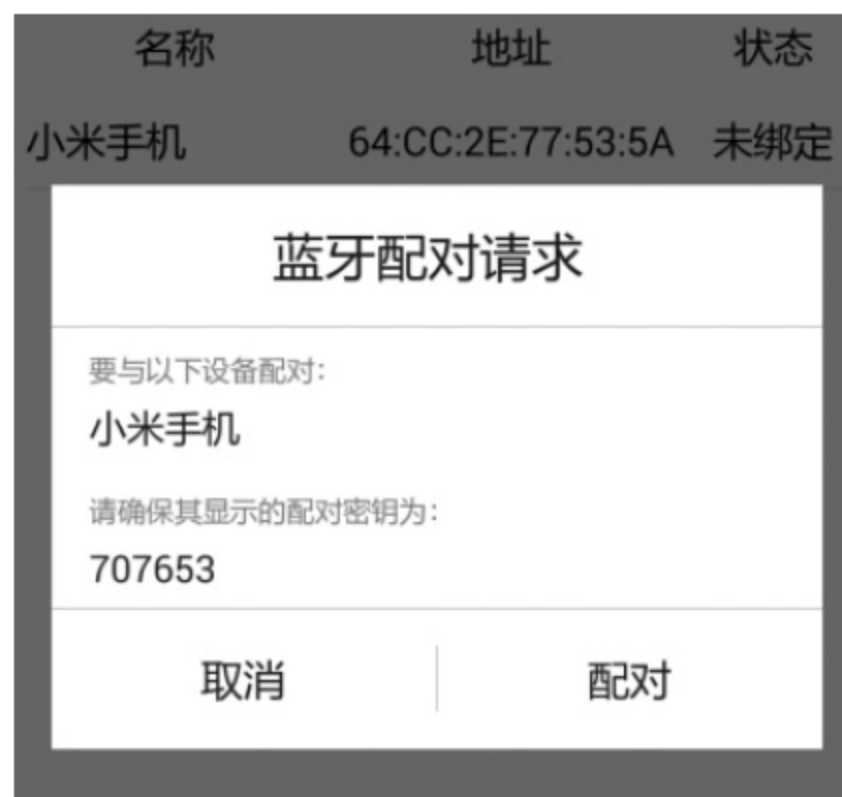 名称 地址 状态
小米手机 64:CC:2E:77:53:5A 未绑定
蓝牙配对请求
要与以下设备配对：
小米手机
请确保其显示的配对密钥为：
707653
取消 配对